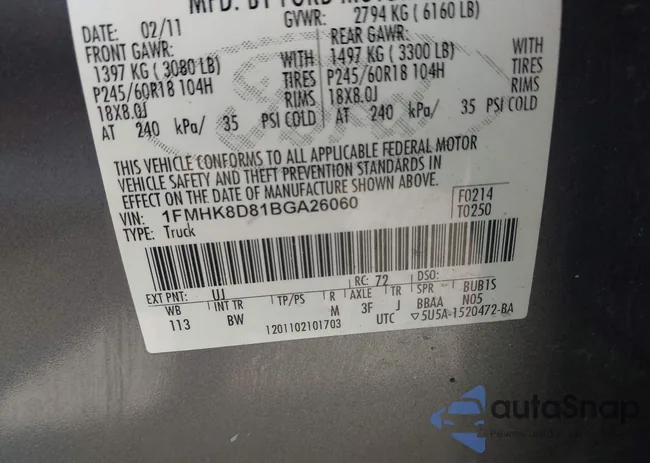 MFD. BY FORD MOTOR
DATE: 02/11 GVWR: 2794 KG ( 6160 LB)
FRONT GAWR: REAR GAWR:
1397 KG ( 3080 LB) WITH 1497 KG ( 3300 LB) WITH
P245/60R18 104H TIRES P245/60R18 104H TIRES
18X8.0J RIMS 18X8.0J RIMS
AT 240 kPa/ 35 PSI COLD AT 240 kPa/ 35 PSI COLD
THIS VEHICLE CONFORMS TO ALL APPLICABLE FEDERAL MOTOR
VEHICLE SAFETY AND THEFT PREVENTION STANDARDS IN
EFFECT ON THE DATE OF MANUFACTURE SHOWN ABOVE.
VIN: 1FMHK8D81BGA26060 F0214
TYPE: Truck T0250
EXT PNT: UJ RC: 72 DSO:
WB INT TR TP/PS R AXLE TR SPR BUB1S
113 BW M 3F J BBAA N05
1201102101703 UTC ▽5U5A-1520472-BA
autoSnap